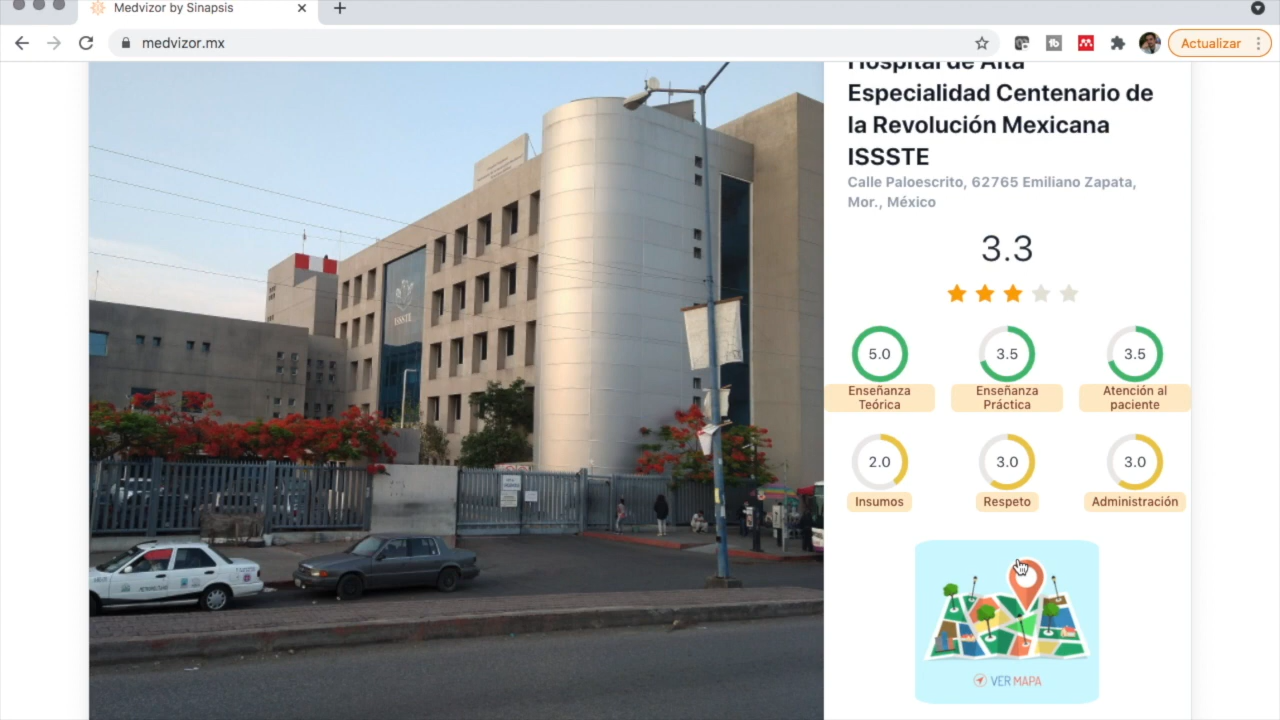 Medvizor by Sinapsis
medvizor.mx
Actualizar
Hospital de Alta
Especialidad Centenario de
la Revolución Mexicana
ISSSTE
Calle Paloescrito, 62765 Emiliano Zapata,
Mor., México
3.3
5.0
3.5
3.5
Enseñanza
Teórica
Enseñanza
Práctica
Atención al
paciente
2.0
3.0
3.0
Insumos
Respeto
Administración
VER MAPA
ISSSTE